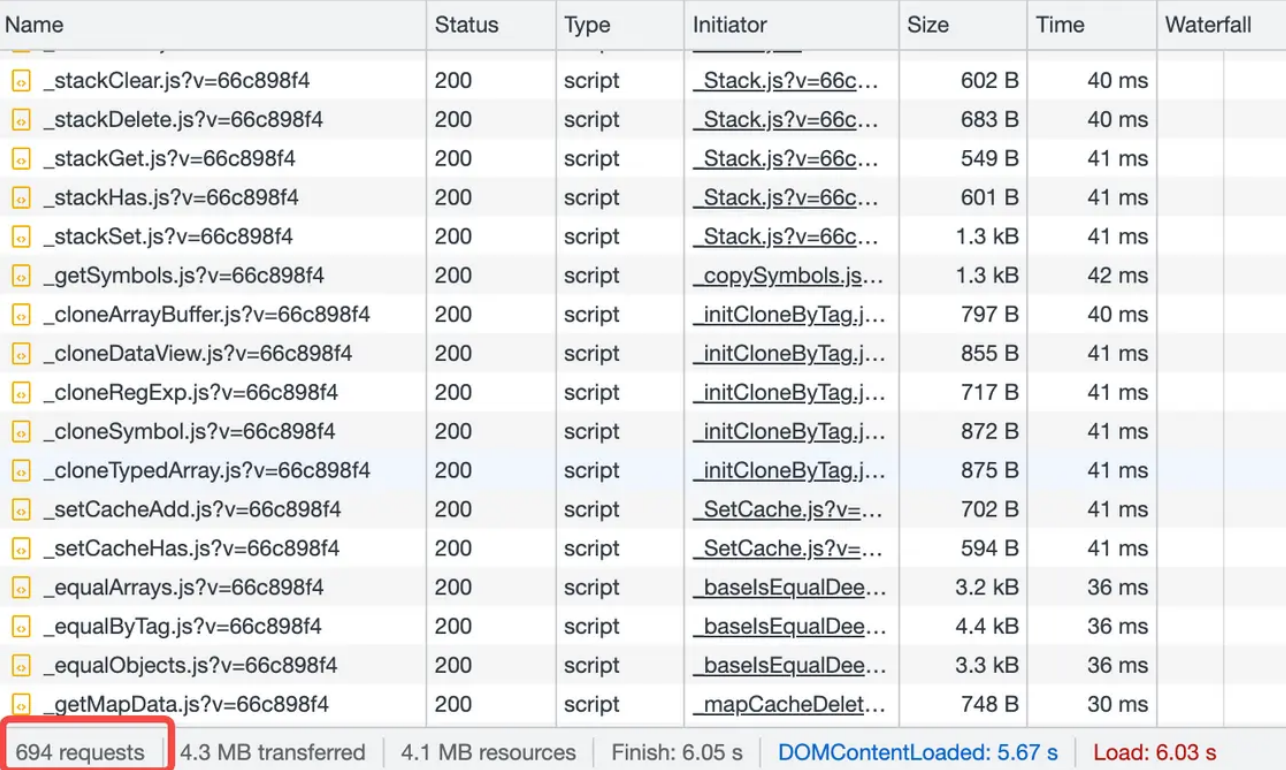 Name Status Type Initiator Size Time Waterfall
_stackClear.js?v=66c898f4 200 script _Stack.js?v=66c... 602 B 40 ms
_stackDelete.js?v=66c898f4 200 script _Stack.js?v=66c... 683 B 40 ms
_stackGet.js?v=66c898f4 200 script _Stack.js?v=66c... 549 B 41 ms
_stackHas.js?v=66c898f4 200 script _Stack.js?v=66c... 601 B 41 ms
_stackSet.js?v=66c898f4 200 script _Stack.js?v=66c... 1.3 kB 41 ms
_getSymbols.js?v=66c898f4 200 script _copySymbols.js... 1.3 kB 42 ms
_cloneArrayBuffer.js?v=66c898f4 200 script _initCloneByTag.j... 797 B 40 ms
_cloneDataView.js?v=66c898f4 200 script _initCloneByTag.j... 855 B 41 ms
_cloneRegExp.js?v=66c898f4 200 script _initCloneByTag.j... 717 B 41 ms
_cloneSymbol.js?v=66c898f4 200 script _initCloneByTag.j... 872 B 41 ms
_cloneTypedArray.js?v=66c898f4 200 script _initCloneByTag.j... 875 B 41 ms
_setCacheAdd.js?v=66c898f4 200 script _SetCache.js?v=... 702 B 41 ms
_setCacheHas.js?v=66c898f4 200 script _SetCache.js?v=... 594 B 41 ms
_equalArrays.js?v=66c898f4 200 script _baseIsEqualDee... 3.2 kB 36 ms
_equalByTag.js?v=66c898f4 200 script _baseIsEqualDee... 4.4 kB 36 ms
_equalObjects.js?v=66c898f4 200 script _baseIsEqualDee... 3.3 kB 36 ms
_getMapData.js?v=66c898f4 200 script _mapCacheDelet... 748 B 30 ms
694 requests 4.3 MB transferred 4.1 MB resources Finish: 6.05 s DOMContentLoaded: 5.67 s Load: 6.03 s